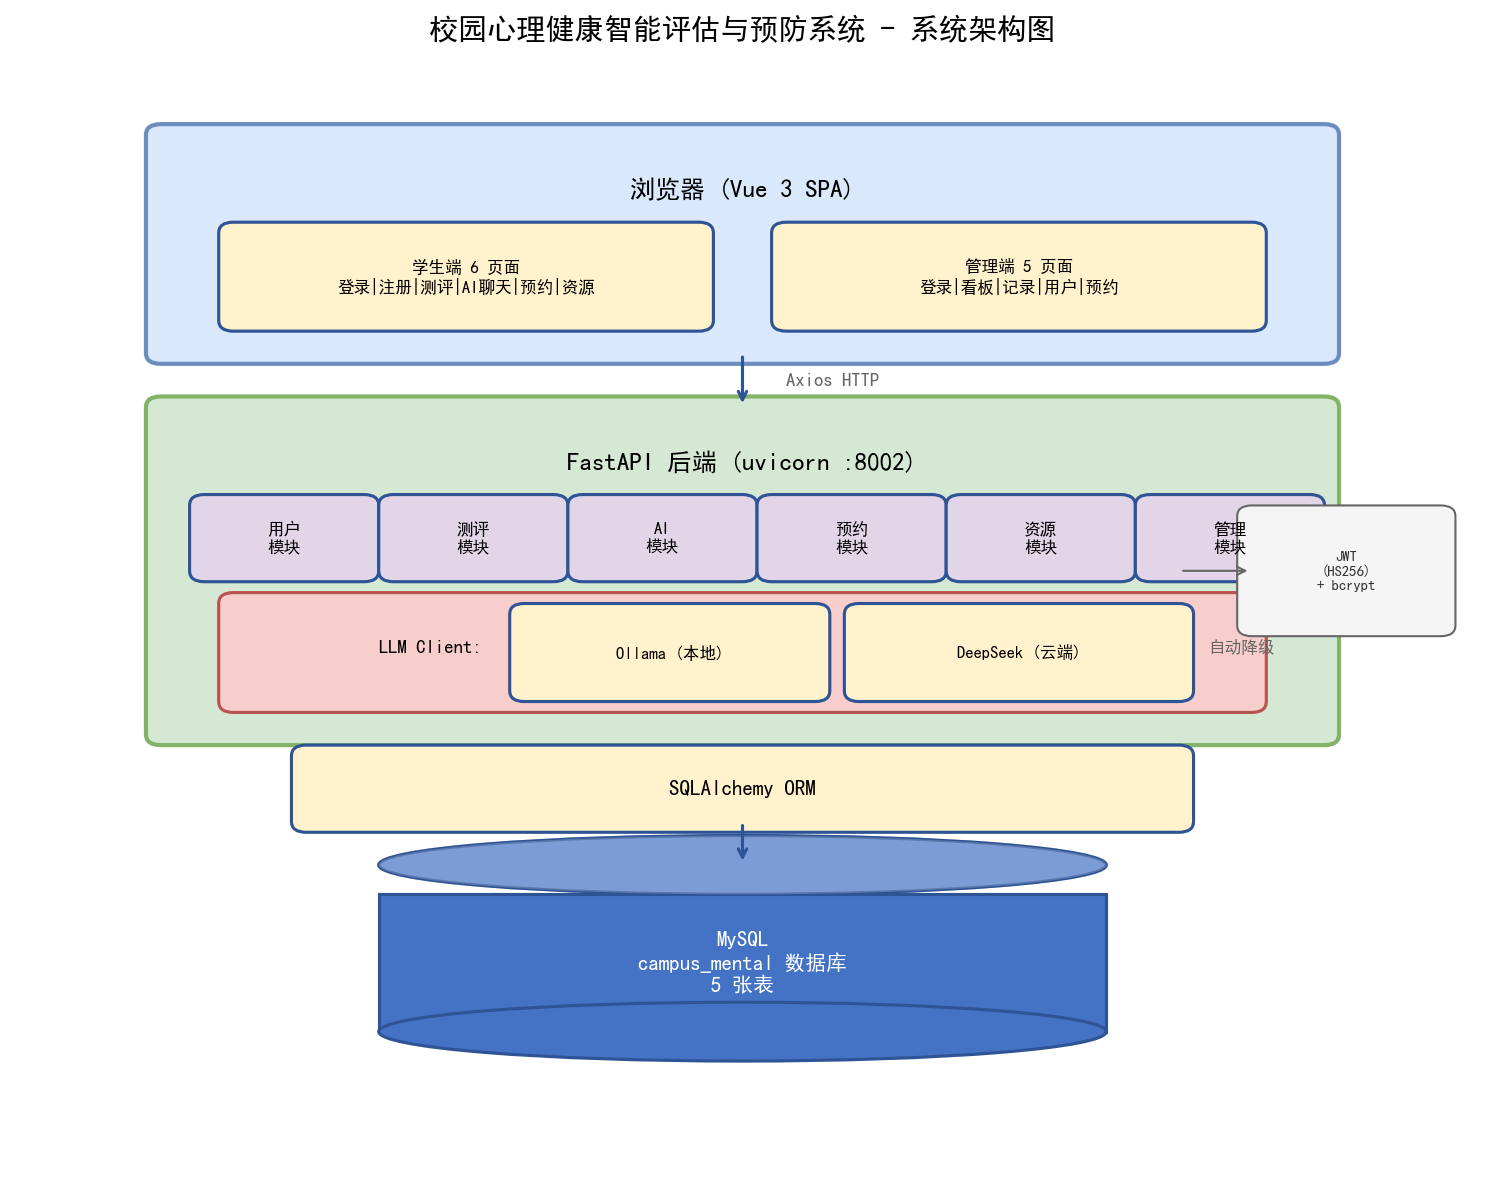 校园心理健康智能评估与预防系统 - 系统架构图
浏览器 (Vue 3 SPA)
学生端 6 页面
登录|注册|测评|AI聊天|预约|资源
管理端 5 页面
登录|看板|记录|用户|预约
Axios HTTP
FastAPI 后端 (uvicorn :8002)
用户
模块
测评
模块
AI
模块
预约
模块
资源
模块
管理
模块
JWT
(HS256)
+ bcrypt
LLM Client:
Ollama (本地)
DeepSeek (云端)
自动降级
SQLAlchemy ORM
MySQL
campus_mental 数据库
5 张表